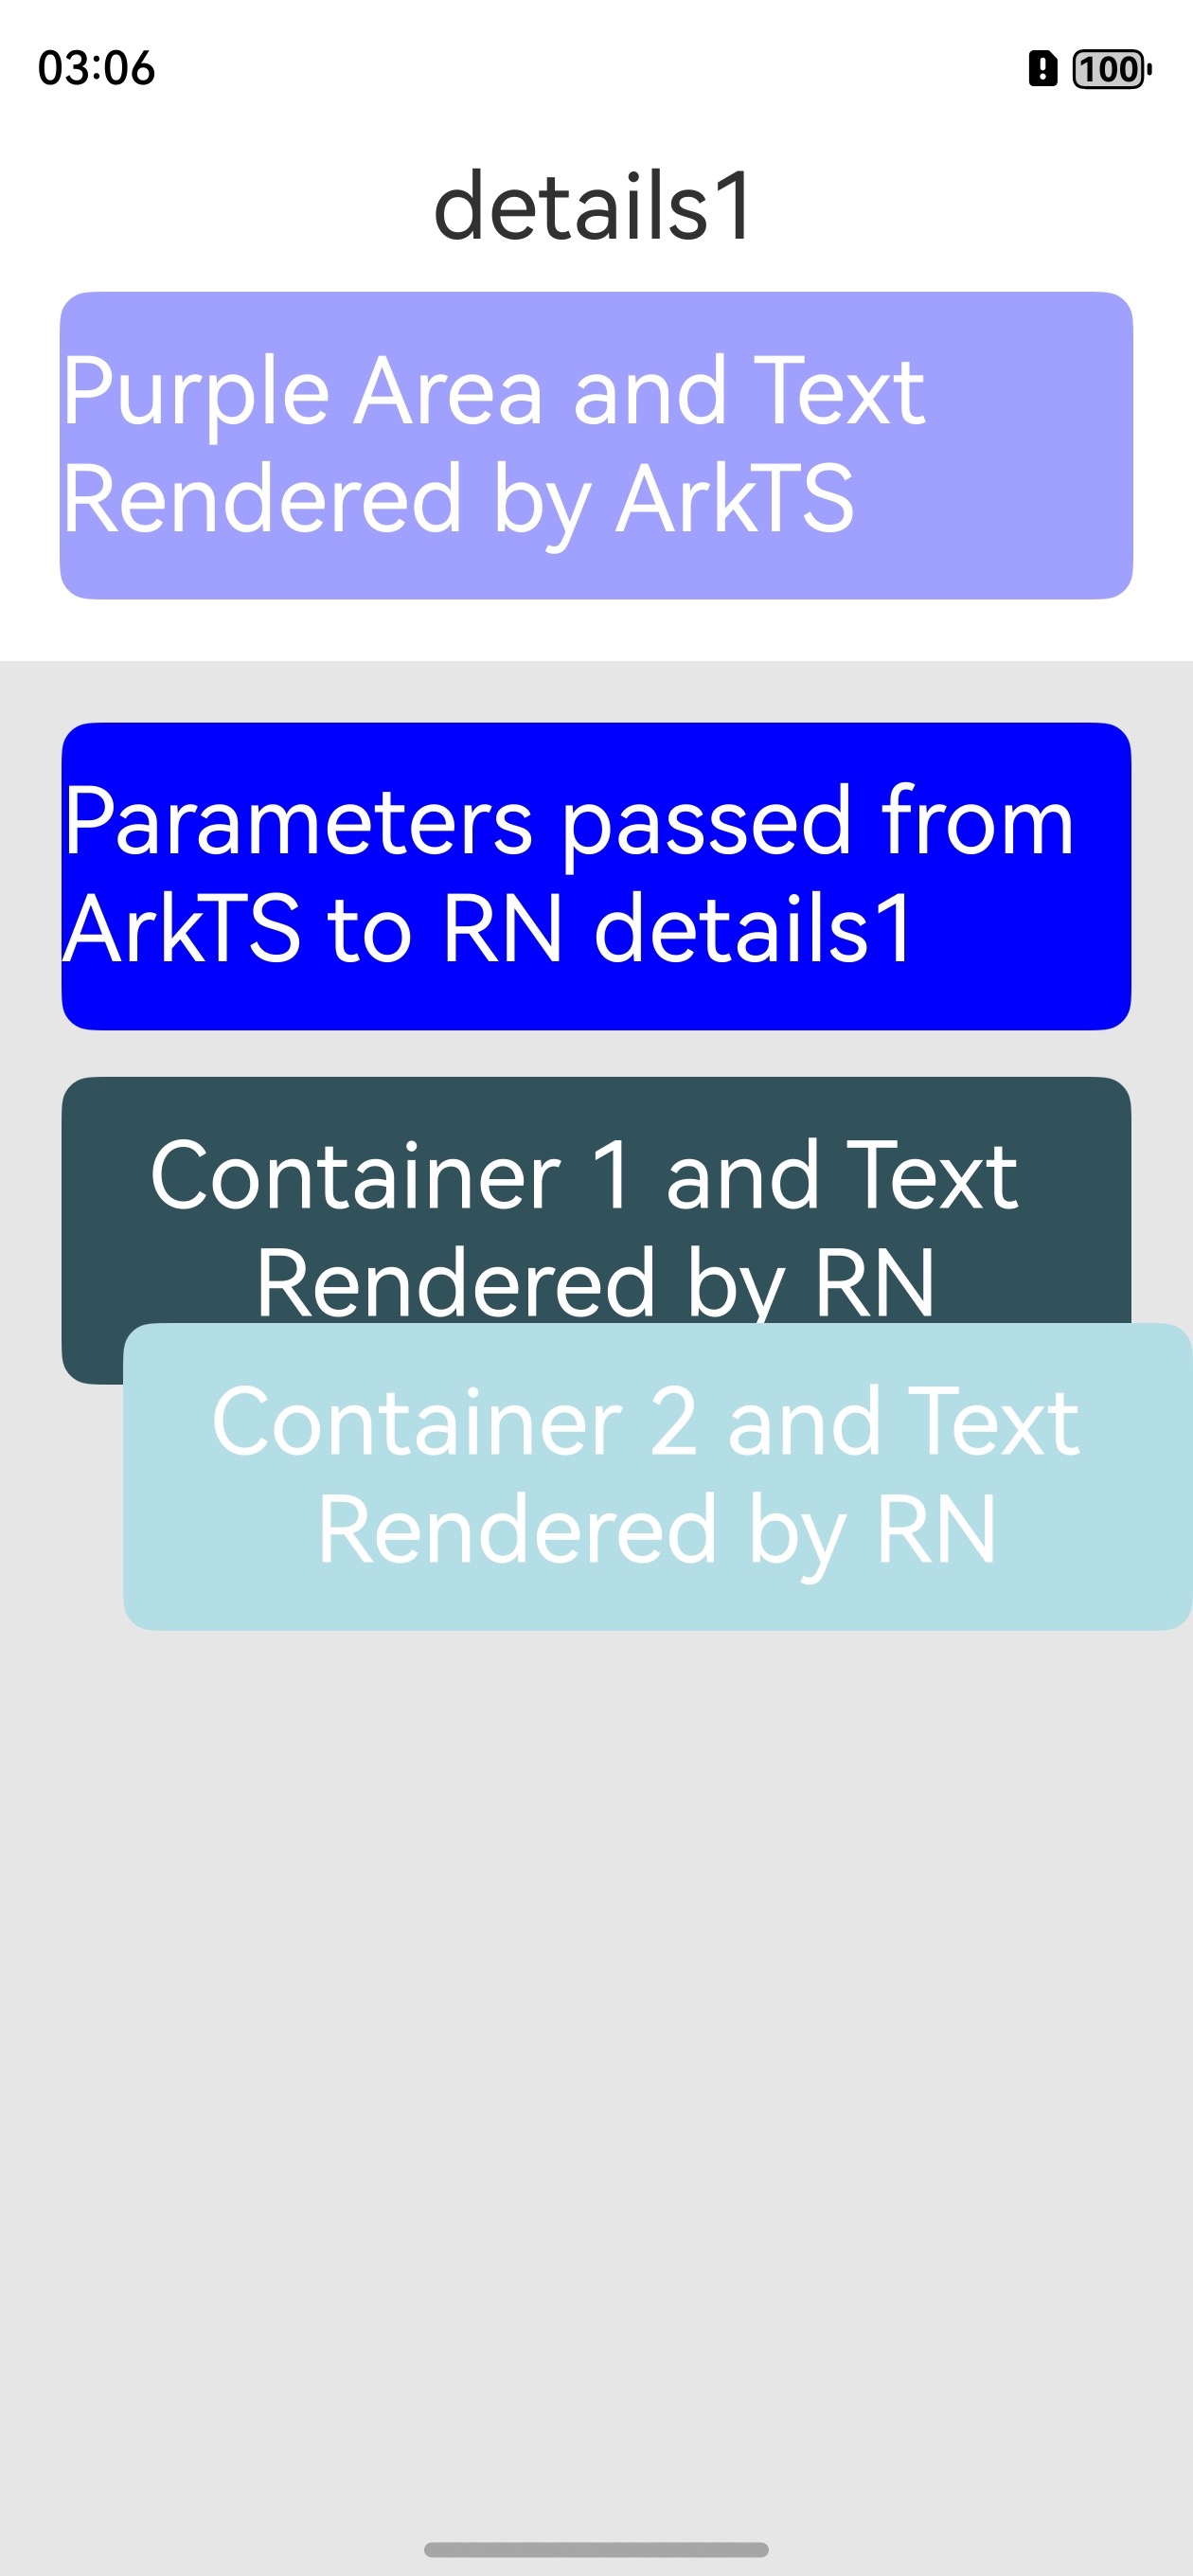 03:06
100
details1
Purple Area and Text
Rendered by ArkTS
Parameters passed from
ArkTS to RN details1
Container 1 and Text
Rendered by RN
Container 2 and Text
Rendered by RN